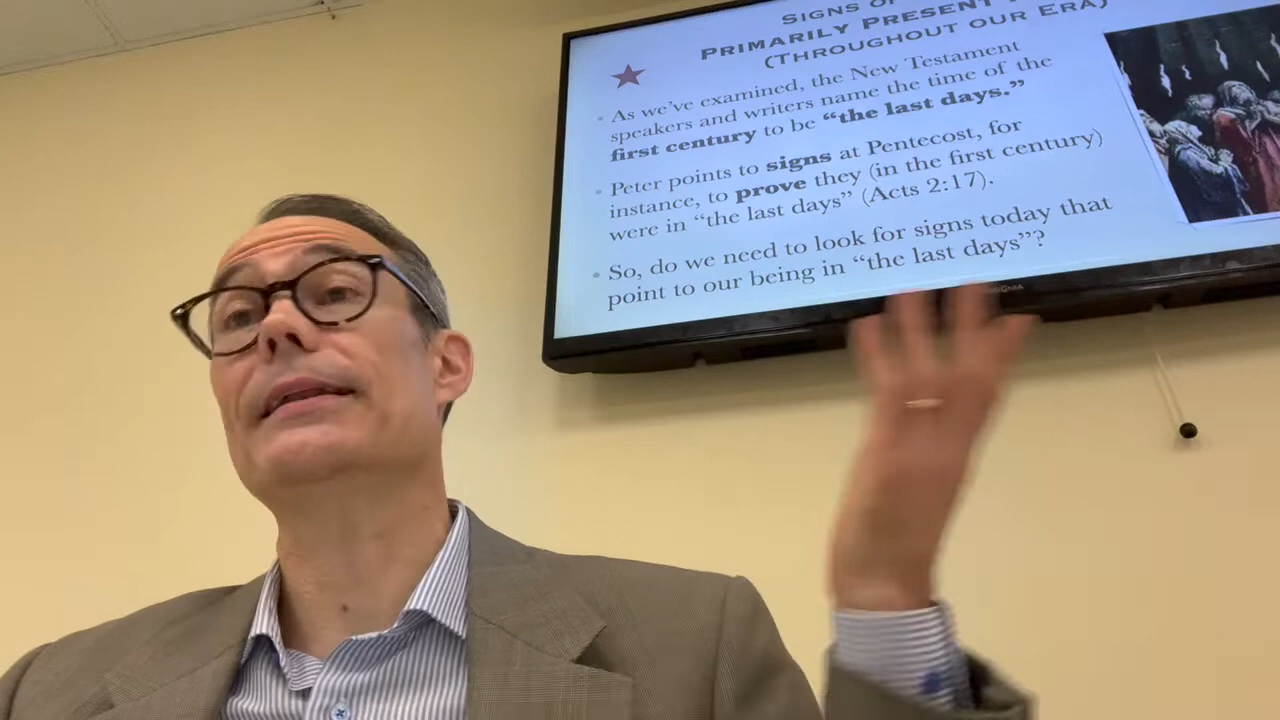 SIGNS OF
PRIMARILY PRESENT
(THROUGHOUT OUR ERA)
• As we've examined, the New Testament
speakers and writers name the time of the
first century to be “the last days.”
• Peter points to signs at Pentecost, for
instance, to prove they (in the first century)
were in “the last days” (Acts 2:17).
• So, do we need to look for signs today that
point to our being in “the last days”?
INSIGNIA